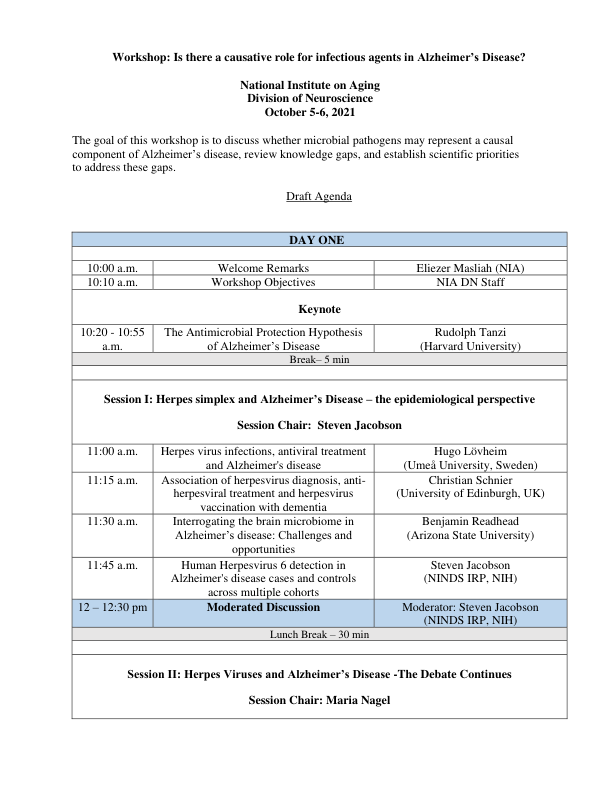 Workshop: Is there a causative role for infectious agents in Alzheimer's Disease?
National Institute on Aging
Division of Neuroscience
October 5-6, 2021
The goal of this workshop is to discuss whether microbial pathogens may represent a causal
component of Alzheimer's disease, review knowledge gaps, and establish scientific priorities
to address these gaps.
Draft Agenda
DAY ONE
10:00 a.m. Welcome Remarks Eliezer Masliah (NIA)
10:10 a.m. Workshop Objectives NIA DN Staff
Keynote
10:20 - 10:55 The Antimicrobial Protection Hypothesis Rudolph Tanzi
a.m. of Alzheimer's Disease (Harvard University)
Break– 5 min
Session I: Herpes simplex and Alzheimer's Disease – the epidemiological perspective
Session Chair: Steven Jacobson
11:00 a.m. Herpes virus infections, antiviral treatment Hugo Lövheim
and Alzheimer's disease (Umeå University, Sweden)
11:15 a.m. Association of herpesvirus diagnosis, anti- Christian Schnier
herpesviral treatment and herpesvirus (University of Edinburgh, UK)
vaccination with dementia
11:30 a.m. Interrogating the brain microbiome in Benjamin Readhead
Alzheimer's disease: Challenges and (Arizona State University)
opportunities
11:45 a.m. Human Herpesvirus 6 detection in Steven Jacobson
Alzheimer's disease cases and controls (NINDS IRP, NIH)
across multiple cohorts
12 – 12:30 pm Moderated Discussion Moderator: Steven Jacobson
(NINDS IRP, NIH)
Lunch Break – 30 min
Session II: Herpes Viruses and Alzheimer's Disease -The Debate Continues
Session Chair: Maria Nagel